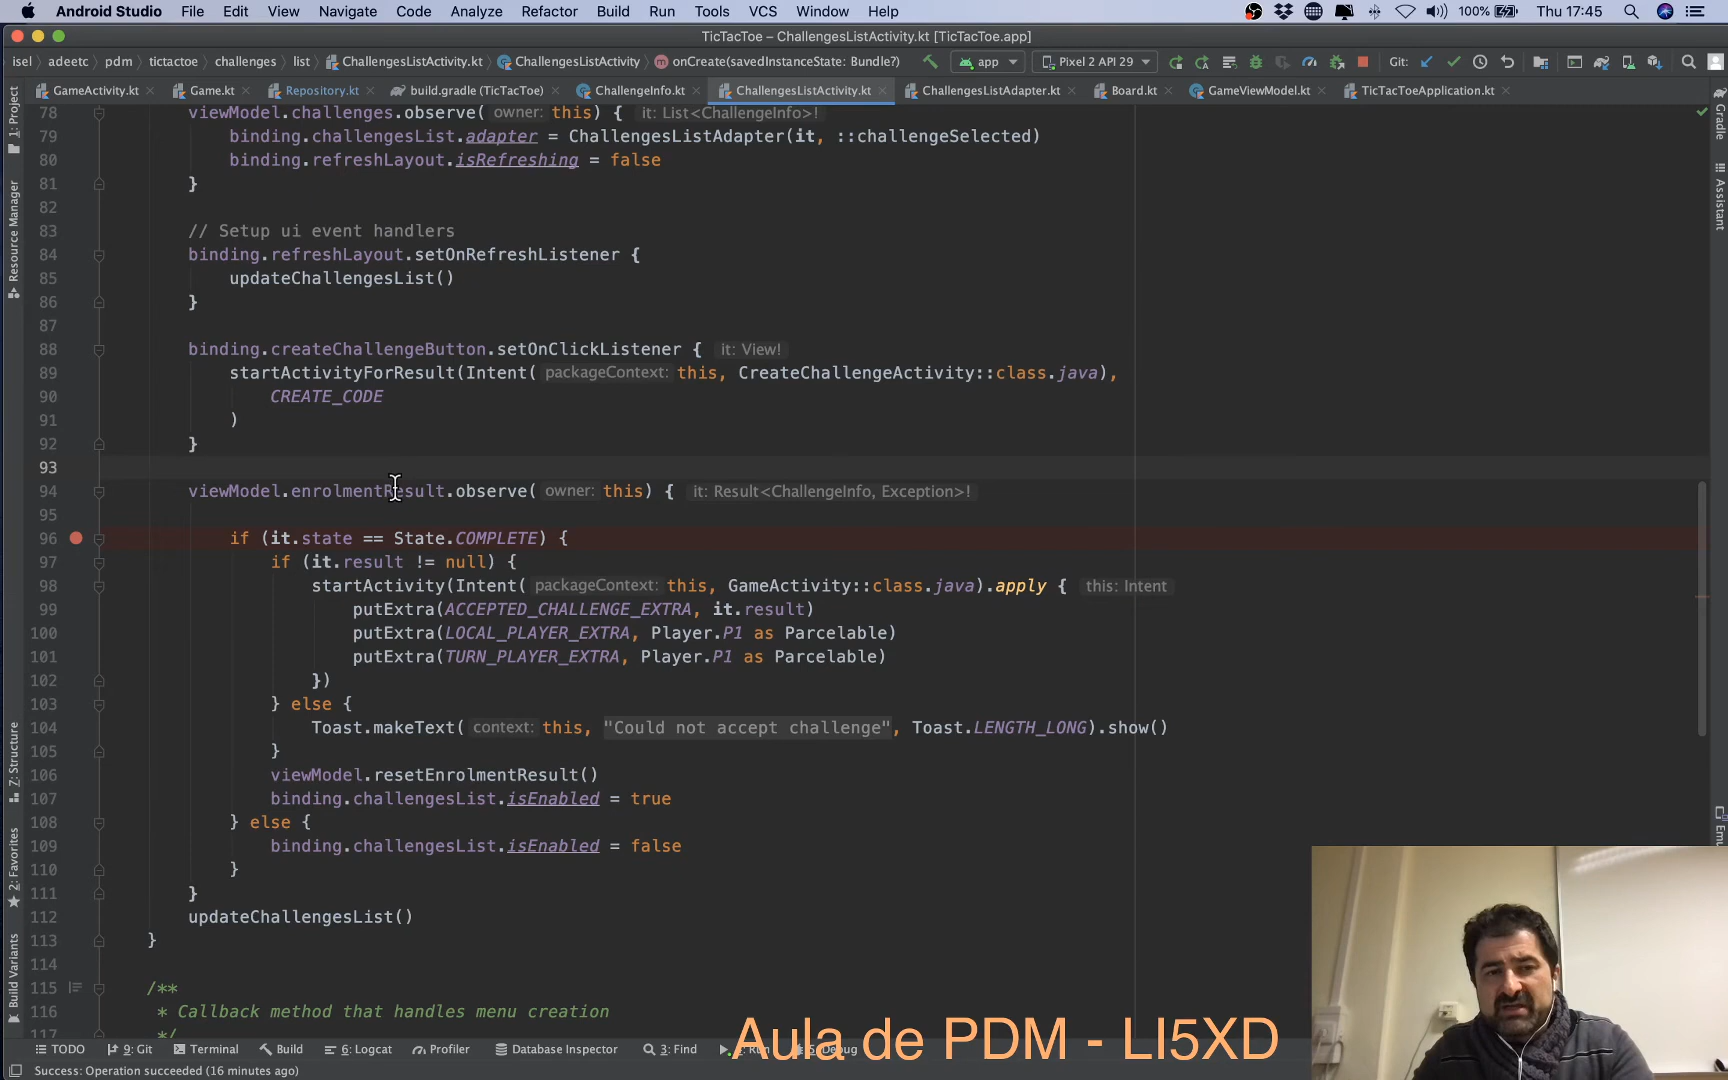 Android Studio File Edit View Navigate Code Analyze Refactor Build Run Tools VCS Window Help 100% Thu 17:45
TicTacToe – ChallengesListActivity.kt [TicTacToe.app]
isel adeetc pdm tictactoe challenges list ChallengesListActivity.kt ChallengesListActivity onCreate(savedInstanceState: Bundle?) app Pixel 2 API 29 Git:
GameActivity.kt Game.kt Repository.kt build.gradle (TicTacToe) ChallengeInfo.kt ChallengesListActivity.kt ChallengesListAdapter.kt Board.kt GameViewModel.kt TicTacToeApplication.kt
1: Project
Resource Manager
Z: Structure
2: Favorites
Build Variants
Gradle
Assistant
78 viewModel.challenges.observe( owner: this) { it: List<ChallengeInfo>!
79 binding.challengesList.adapter = ChallengesListAdapter(it, ::challengeSelected)
80 binding.refreshLayout.isRefreshing = false
81 }
82
83 // Setup ui event handlers
84 binding.refreshLayout.setOnRefreshListener {
85 updateChallengesList()
86 }
87
88 binding.createChallengeButton.setOnClickListener { it: View!
89 startActivityForResult(Intent( packageContext: this, CreateChallengeActivity::class.java),
90 CREATE_CODE
91 )
92 }
93
94 viewModel.enrolmentResult.observe( owner: this) { it: Result<ChallengeInfo, Exception>!
95
96 if (it.state == State.COMPLETE) {
97 if (it.result != null) {
98 startActivity(Intent( packageContext: this, GameActivity::class.java).apply { this: Intent
99 putExtra(ACCEPTED_CHALLENGE_EXTRA, it.result)
100 putExtra(LOCAL_PLAYER_EXTRA, Player.P1 as Parcelable)
101 putExtra(TURN_PLAYER_EXTRA, Player.P1 as Parcelable)
102 })
103 } else {
104 Toast.makeText( context: this, "Could not accept challenge", Toast.LENGTH_LONG).show()
105 }
106 viewModel.resetEnrolmentResult()
107 binding.challengesList.isEnabled = true
108 } else {
109 binding.challengesList.isEnabled = false
110 }
111 }
112 updateChallengesList()
113 }
114
115 /**
116 * Callback method that handles menu creation
117 */
Aula de PDM - LI5XD
TODO 9: Git Terminal Build 6: Logcat Profiler Database Inspector 3: Find
Success: Operation succeeded (16 minutes ago)